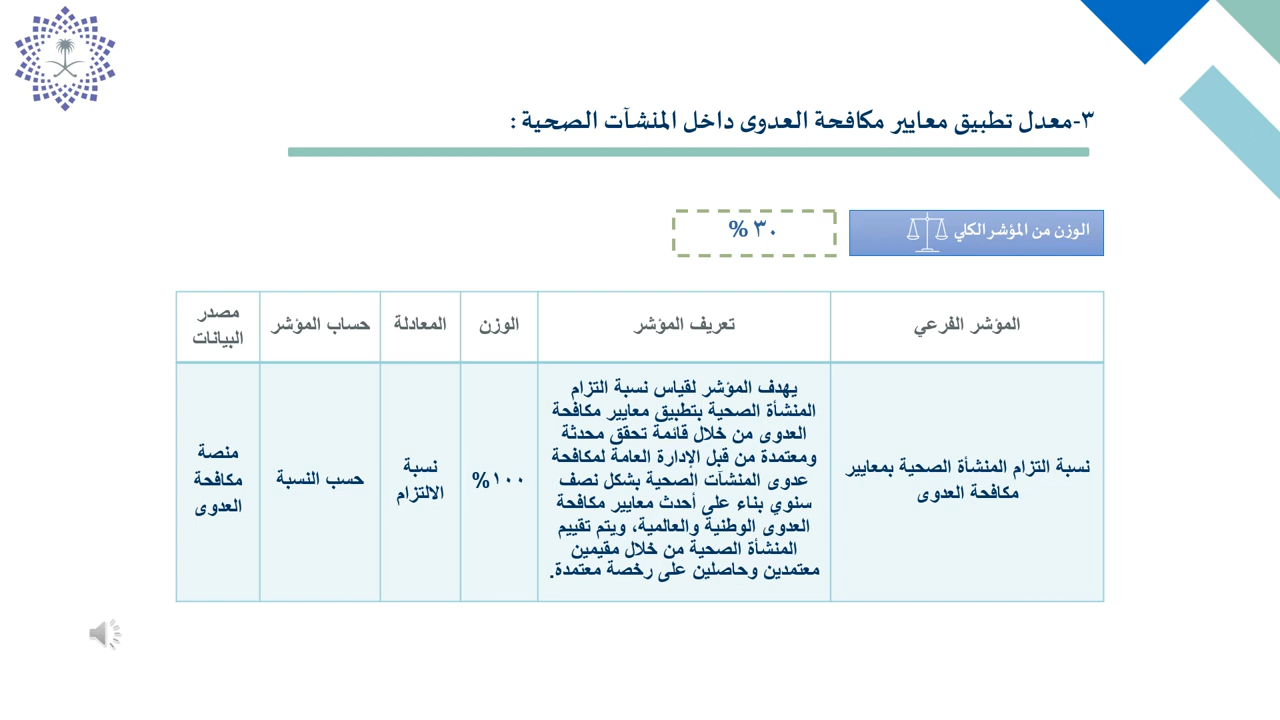 ٣-معدل تطبيق معايير مكافحة العدوى داخل المنشآت الصحية :
الوزن من المؤشر الكلي
٣٠ %
المؤشر الفرعي
تعريف المؤشر
الوزن
المعادلة
حساب المؤشر
مصدر
البيانات
نسبة التزام المنشأة الصحية بمعايير
مكافحة العدوى
يهدف المؤشر لقياس نسبة التزام
المنشأة الصحية بتطبيق معايير مكافحة
العدوى من خلال قائمة تحقق محدثة
ومعتمدة من قبل الإدارة العامة لمكافحة
عدوى المنشآت الصحية بشكل نصف
سنوي بناء على أحدث معايير مكافحة
العدوى الوطنية والعالمية، ويتم تقييم
المنشأة الصحية من خلال مقيمين
معتمدين وحاصلين على رخصة معتمدة.
١٠٠%
نسبة
الالتزام
حسب النسبة
منصة
مكافحة
العدوى